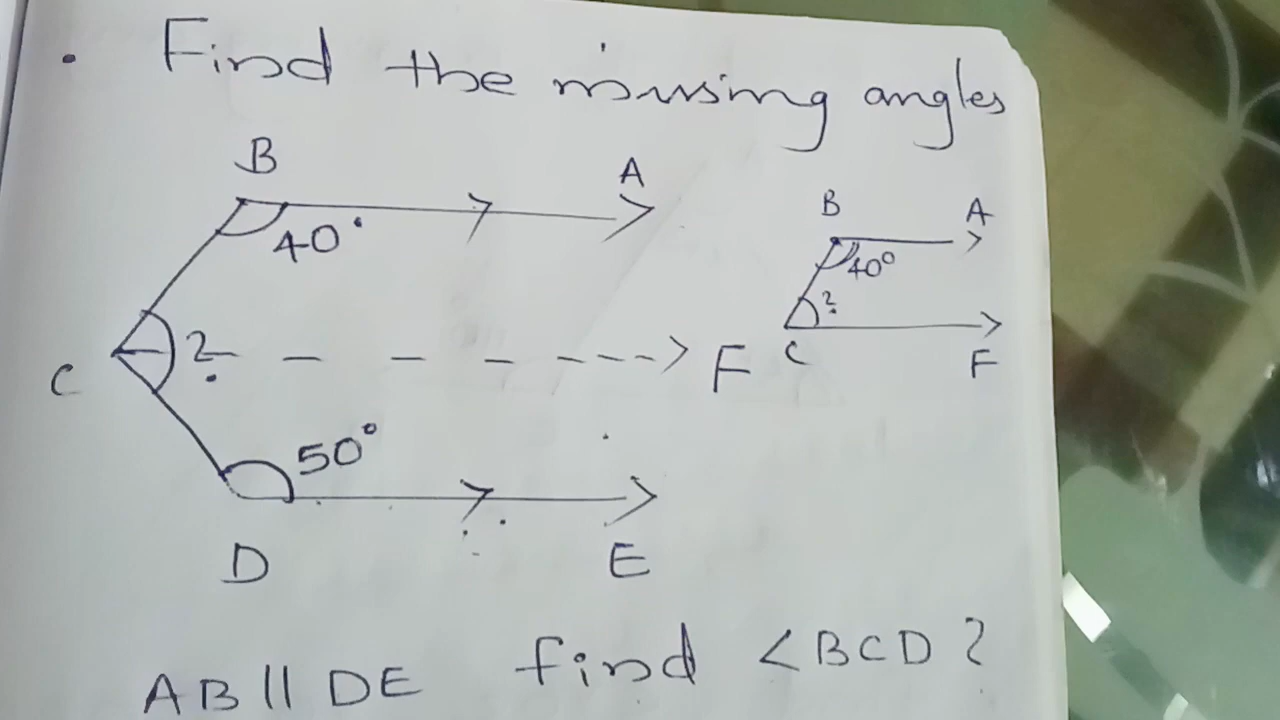 . Find the missing angles
B
A
40°
C
?
F
50°
D
E
B
A
40°
?
C
F
AB || DE find <BCD?